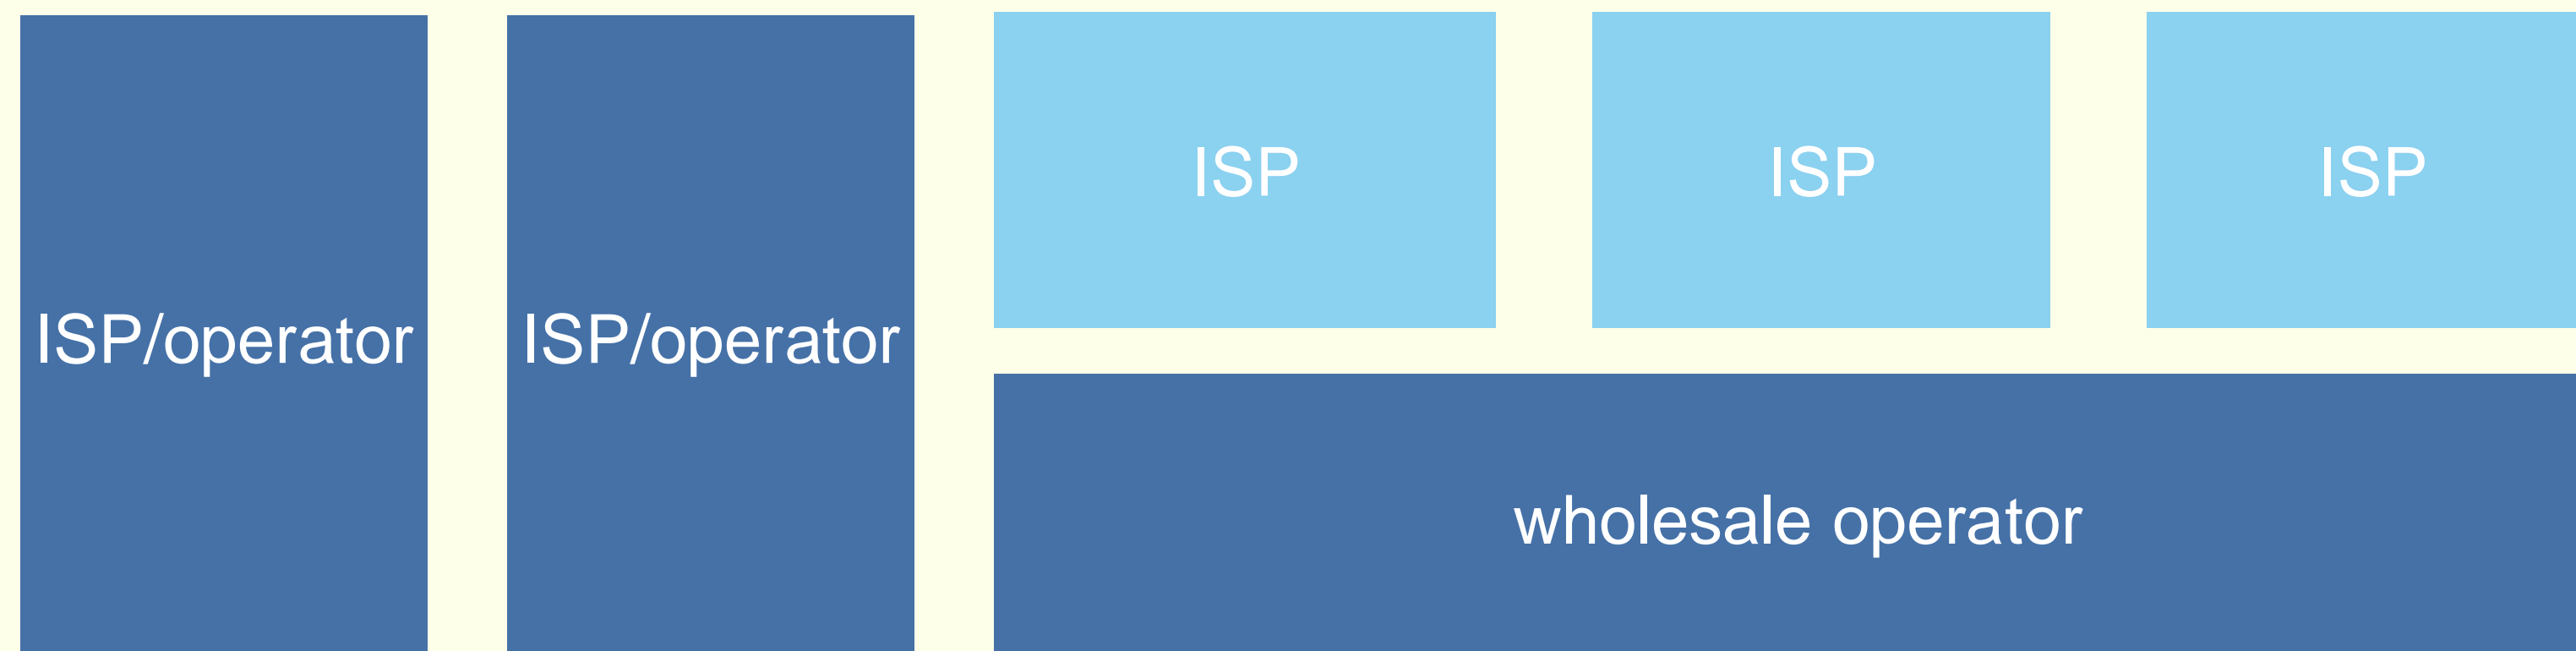 ISP/operator
ISP/operator
ISP
ISP
ISP
wholesale operator